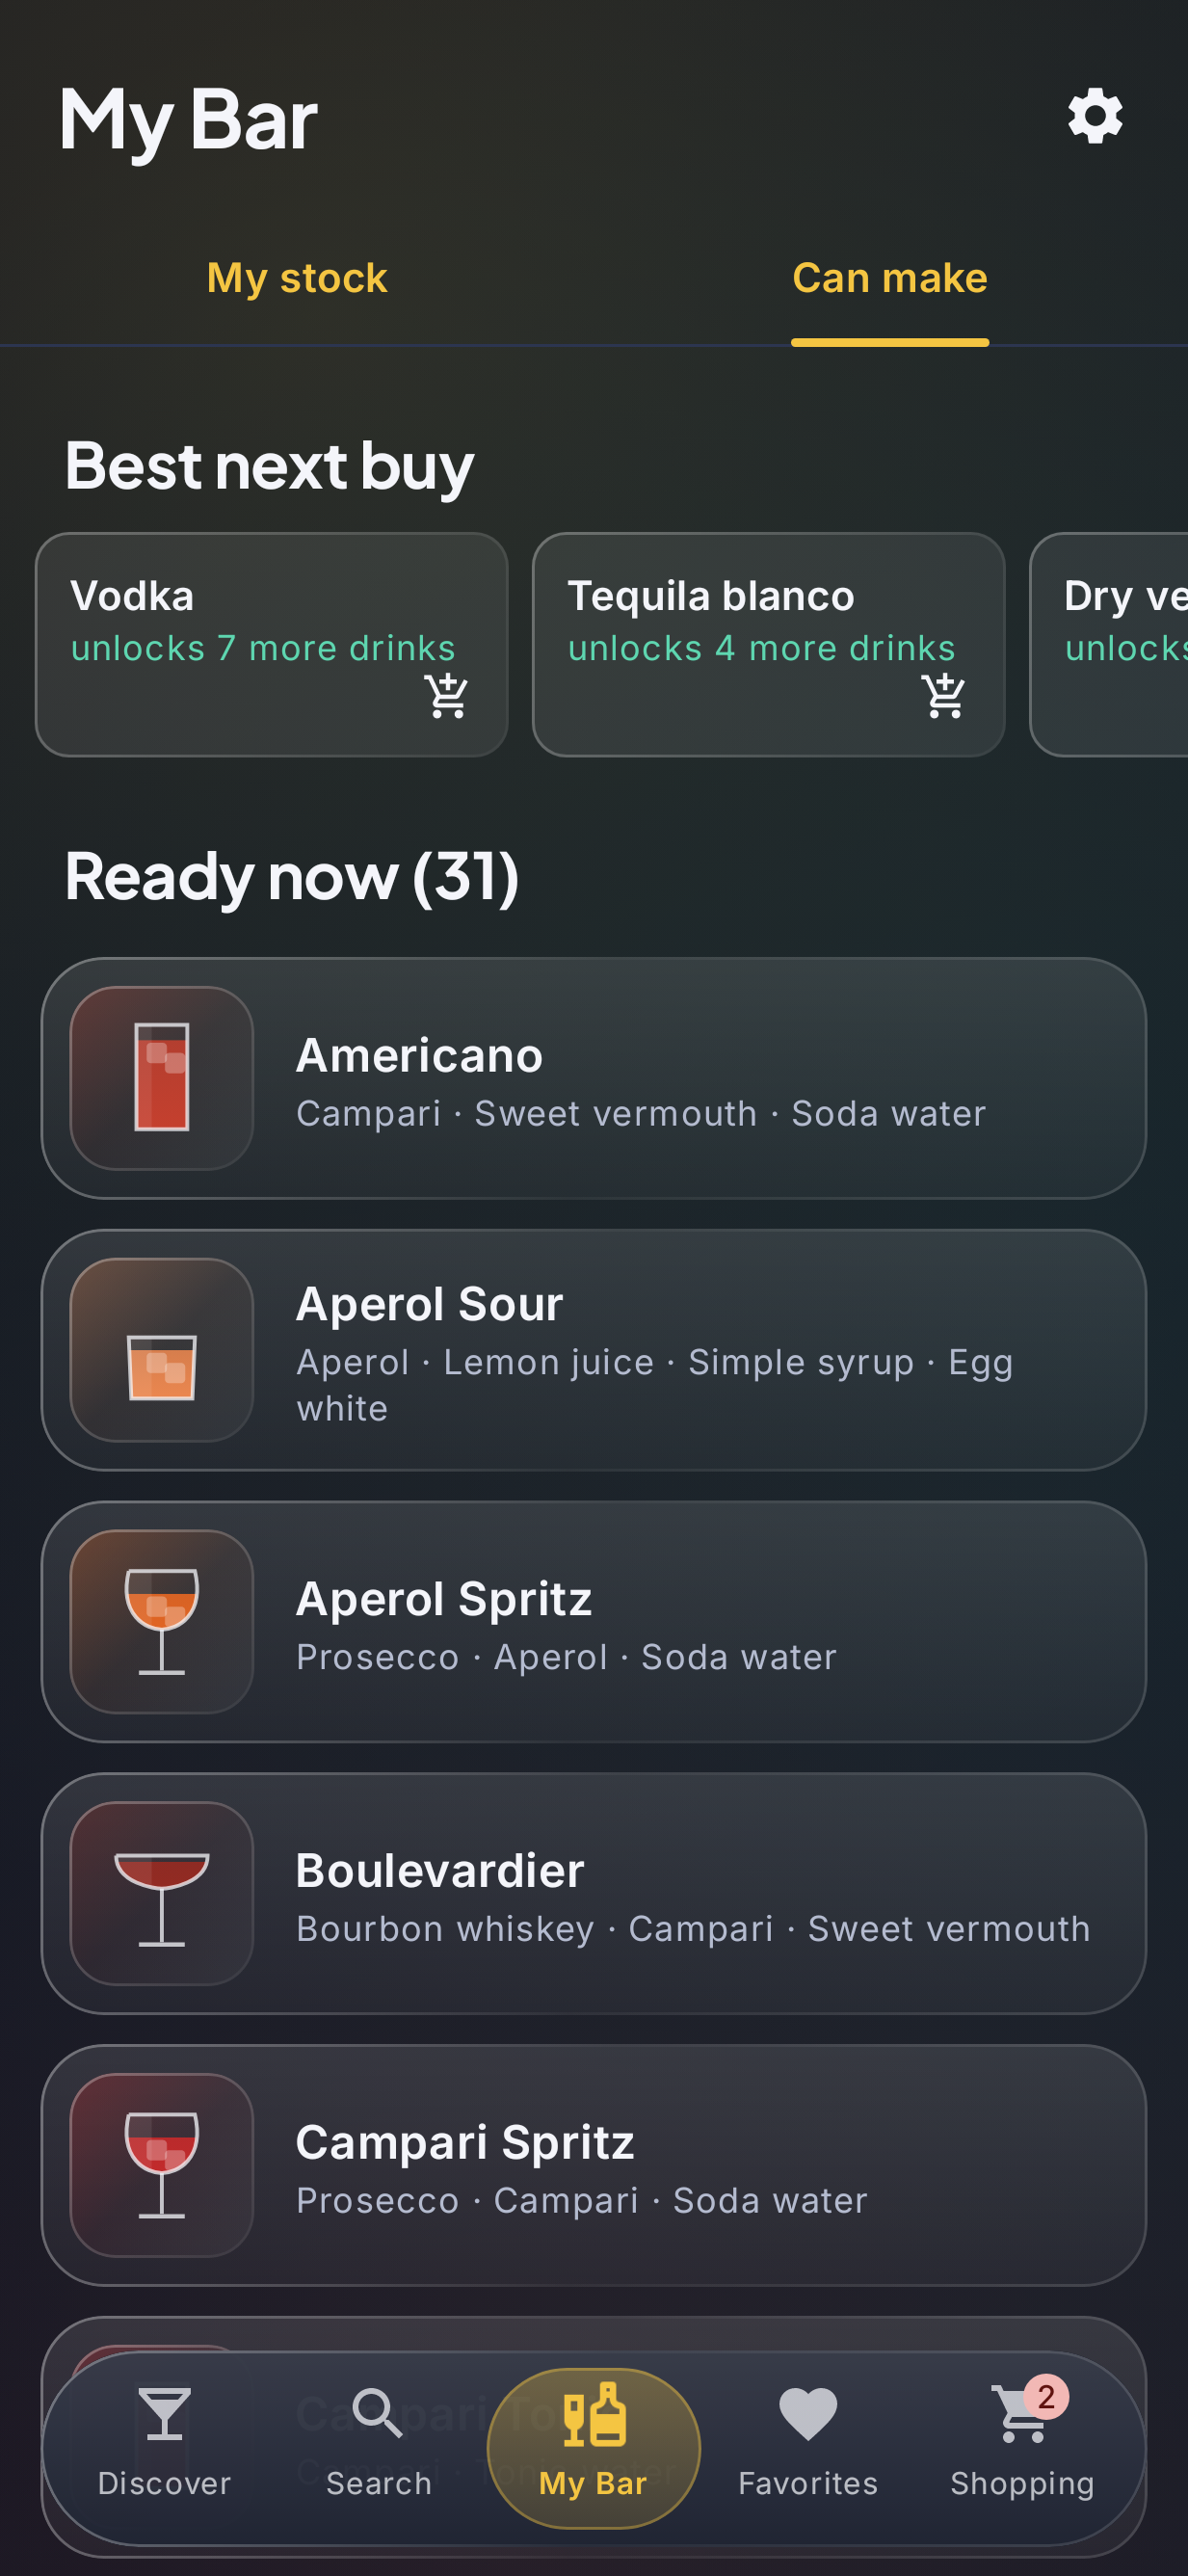 My Bar
My stock
Can make
Best next buy
Vodka
unlocks 7 more drinks
Tequila blanco
unlocks 4 more drinks
Dry
Ready now (31)
Americano
Campari · Sweet vermouth · Soda water
Aperol Sour
Aperol · Lemon juice · Simple syrup · Egg
white
Aperol Spritz
Prosecco · Aperol · Soda water
Boulevardier
Bourbon whiskey · Campari · Sweet vermouth
Campari Spritz
Prosecco · Campari · Soda water
Campari
Campari
2
Discover
Search
My Bar
Favorites
Shopping